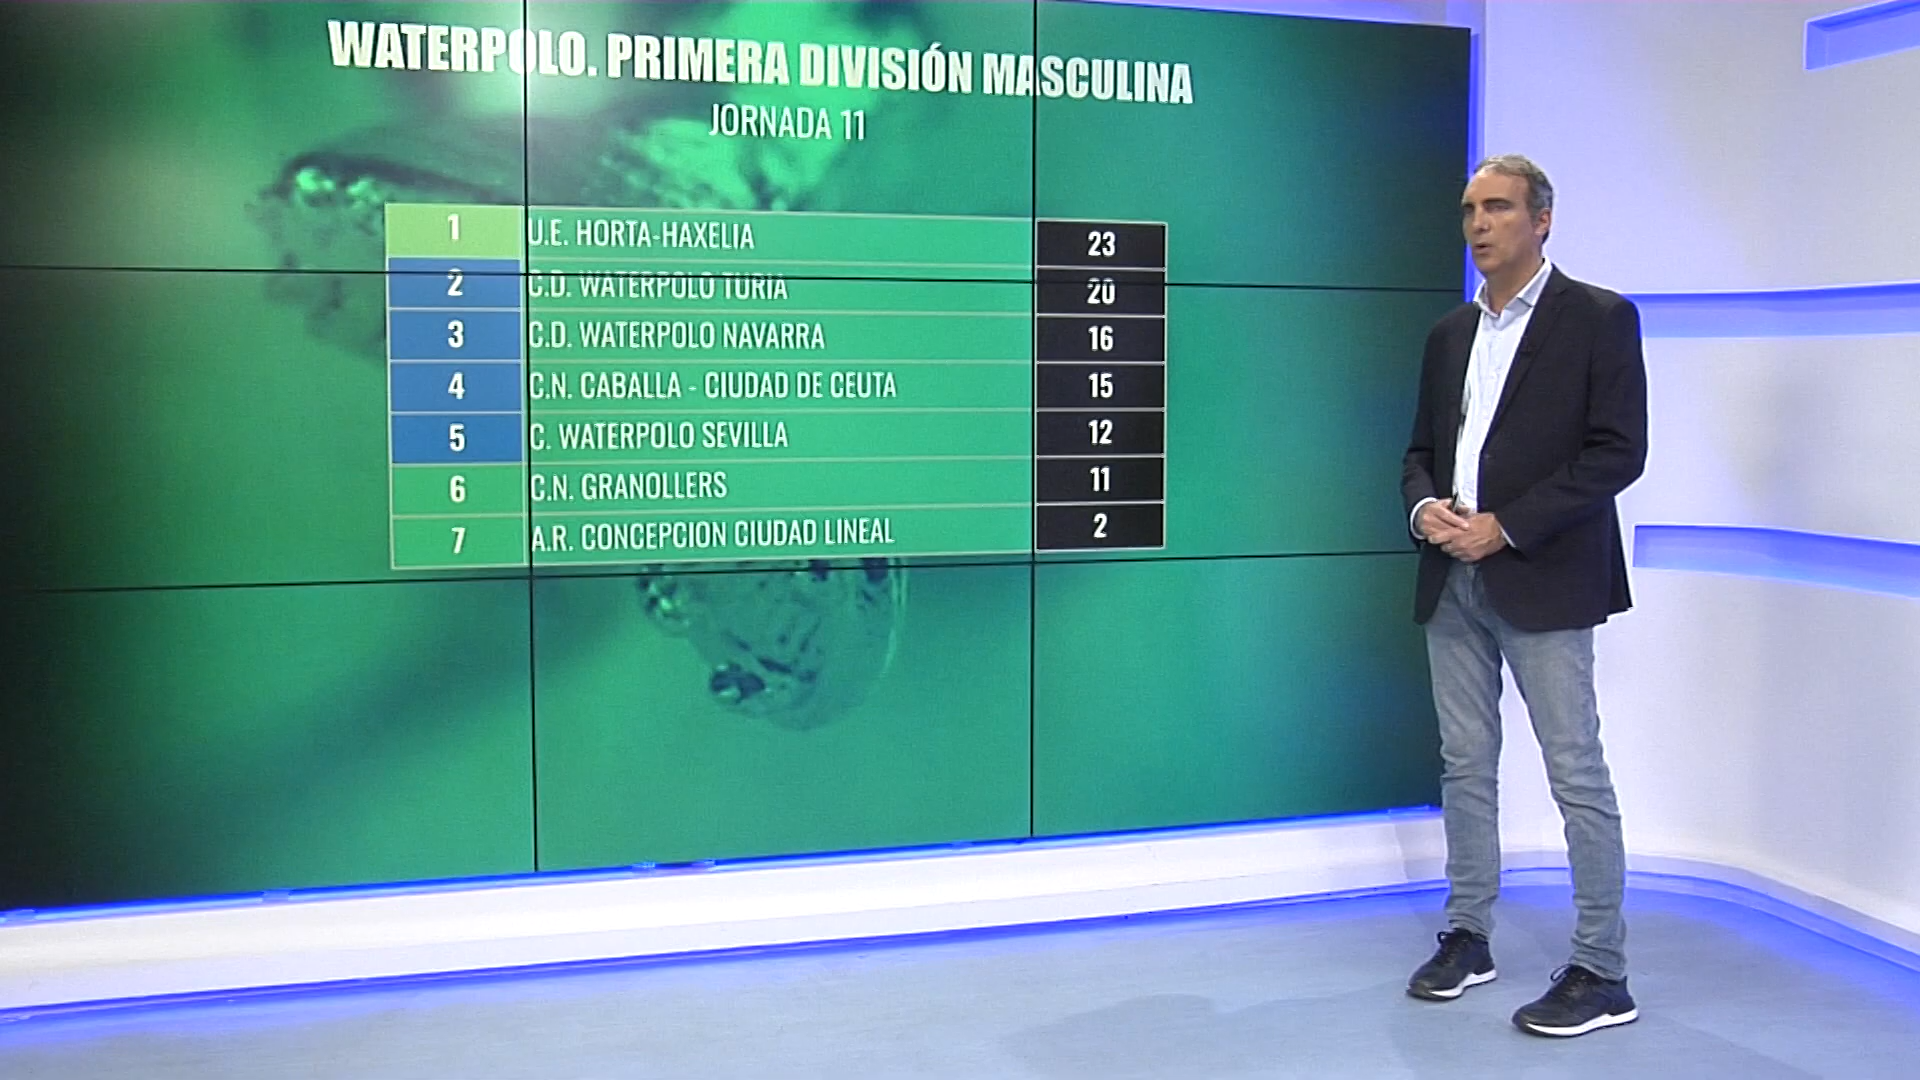 WATERPOLO. PRIMERA DIVISIÓN MASCULINA
JORNADA 11
1 U.E. HORTA-HAXELIA 23
2 C.D. WATERPOLO TURIA 20
3 C.D. WATERPOLO NAVARRA 16
4 C.N. CABALLA - CIUDAD DE CEUTA 15
5 C. WATERPOLO SEVILLA 12
6 C.N. GRANOLLERS 11
7 A.R. CONCEPCION CIUDAD LINEAL 2